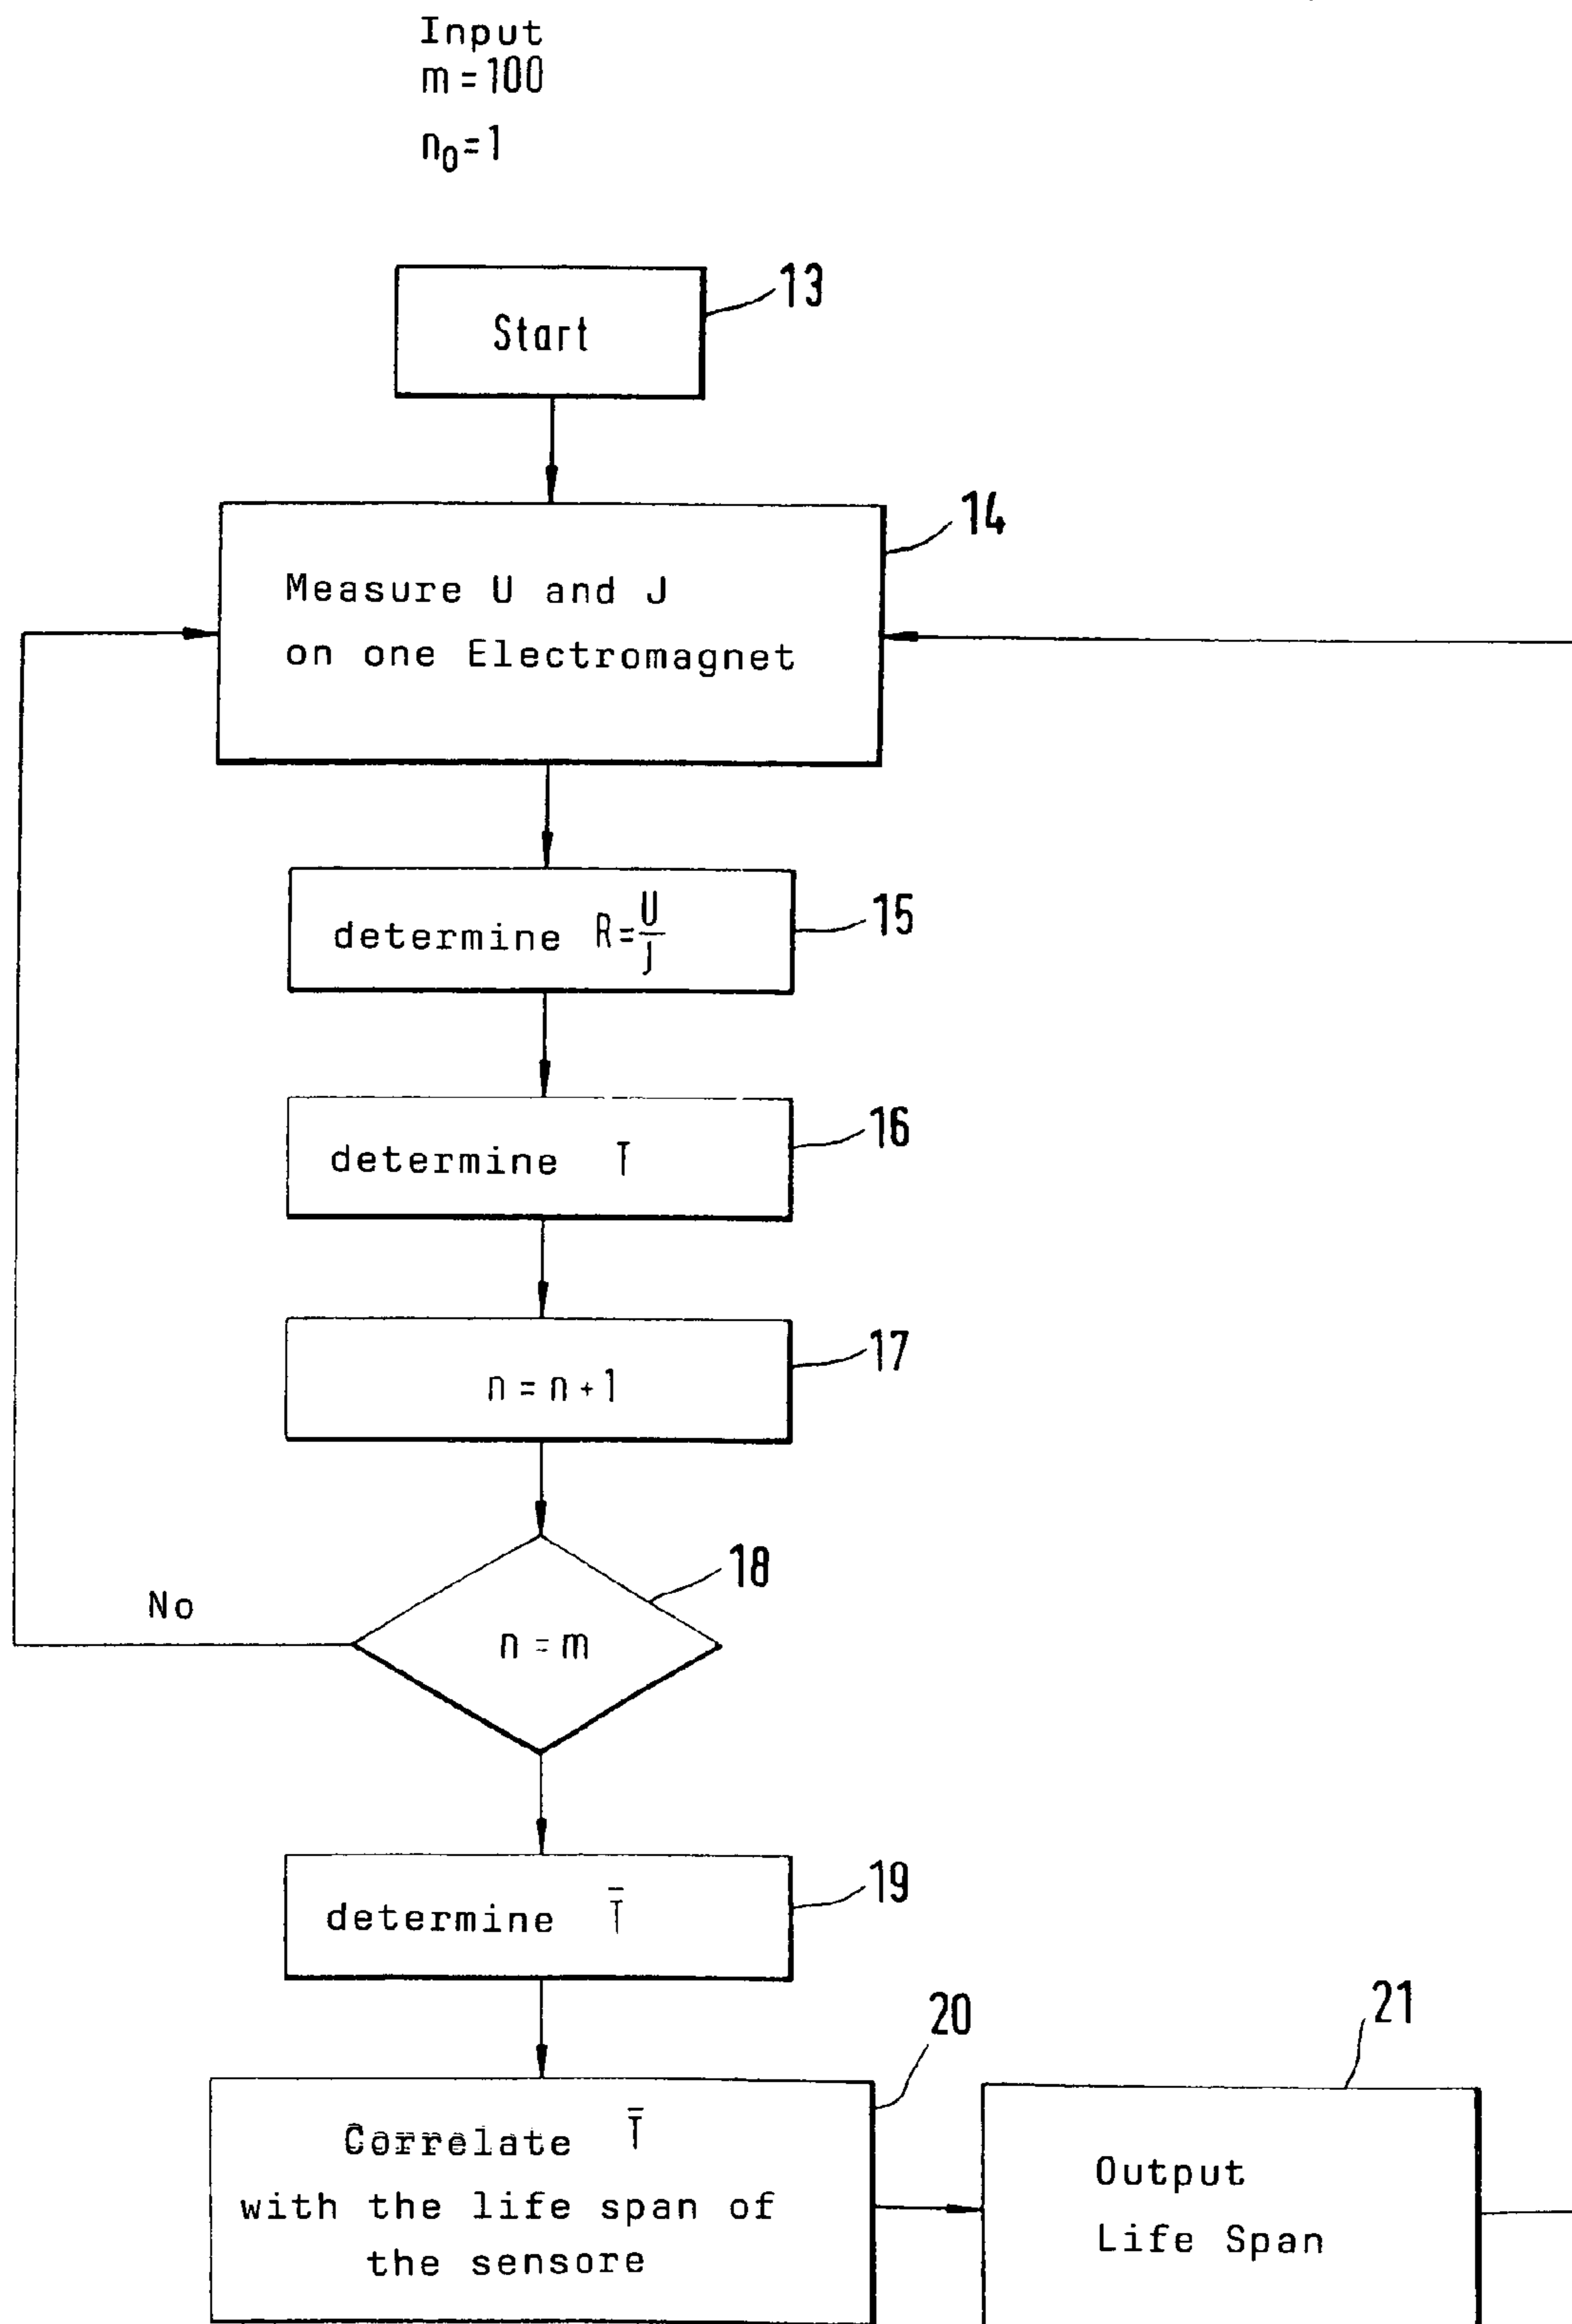 Input
m = 100
n₀ = 1
Start
13
Measure U and J
on one Electromagnet
14
determine R = U/J
15
determine T
16
n = n + 1
17
n = m
18
No
determine T̅
19
Correlate T̅
with the life span of
the sensore
20
Output
Life Span
21